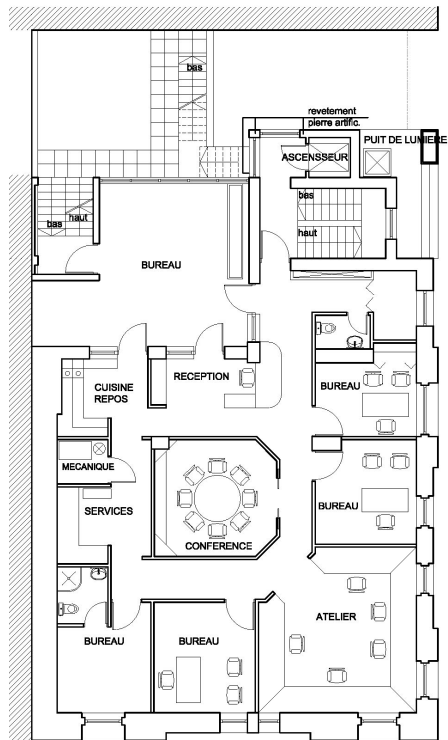 bas
revetement
pierre artific.
PUIT DE LUMIERE
ASCENSSEUR
bas
haut
haut
bas
BUREAU
RECEPTION
CUISINE
REPOS
BUREAU
MECANIQUE
BUREAU
SERVICES
CONFERENCE
ATELIER
BUREAU
BUREAU